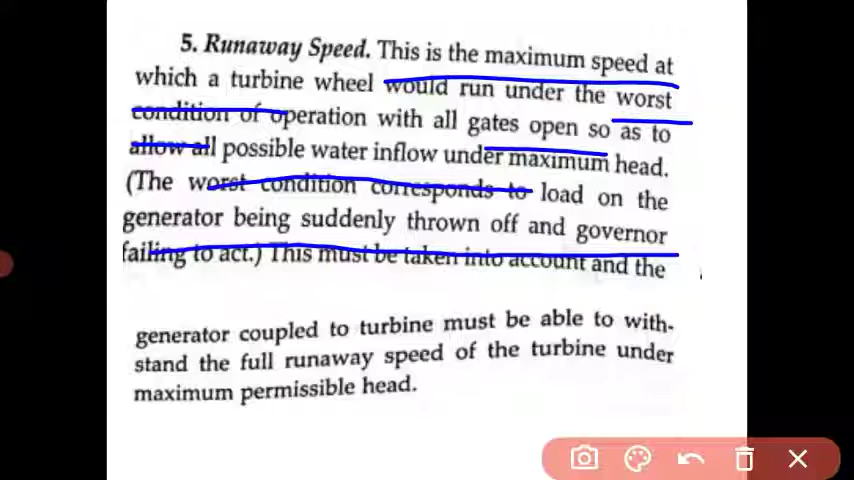 5. Runaway Speed. This is the maximum speed at
which a turbine wheel would run under the worst
condition of operation with all gates open so as to
allow all possible water inflow under maximum head.
(The worst condition corresponds to load on the
generator being suddenly thrown off and governor
failing to act.) This must be taken into account and the
generator coupled to turbine must be able to with-
stand the full runaway speed of the turbine under
maximum permissible head.